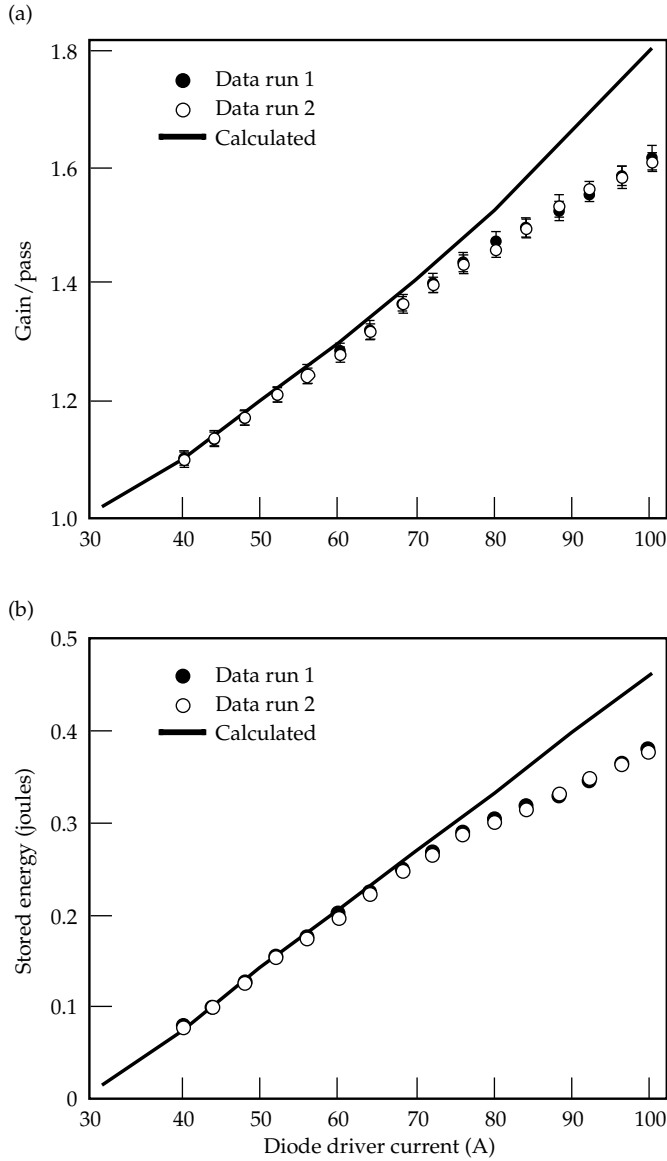 (a)
1.8
Data run 1
Data run 2
Calculated
1.6
Gain/pass
1.4
1.2
1.0
30 40 50 60 70 80 90 100
(b)
0.5
Data run 1
Data run 2
Calculated
0.4
0.3
Stored energy (joules)
0.2
0.1
0.0
30 40 50 60 70 80 90 100
Diode driver current (A)